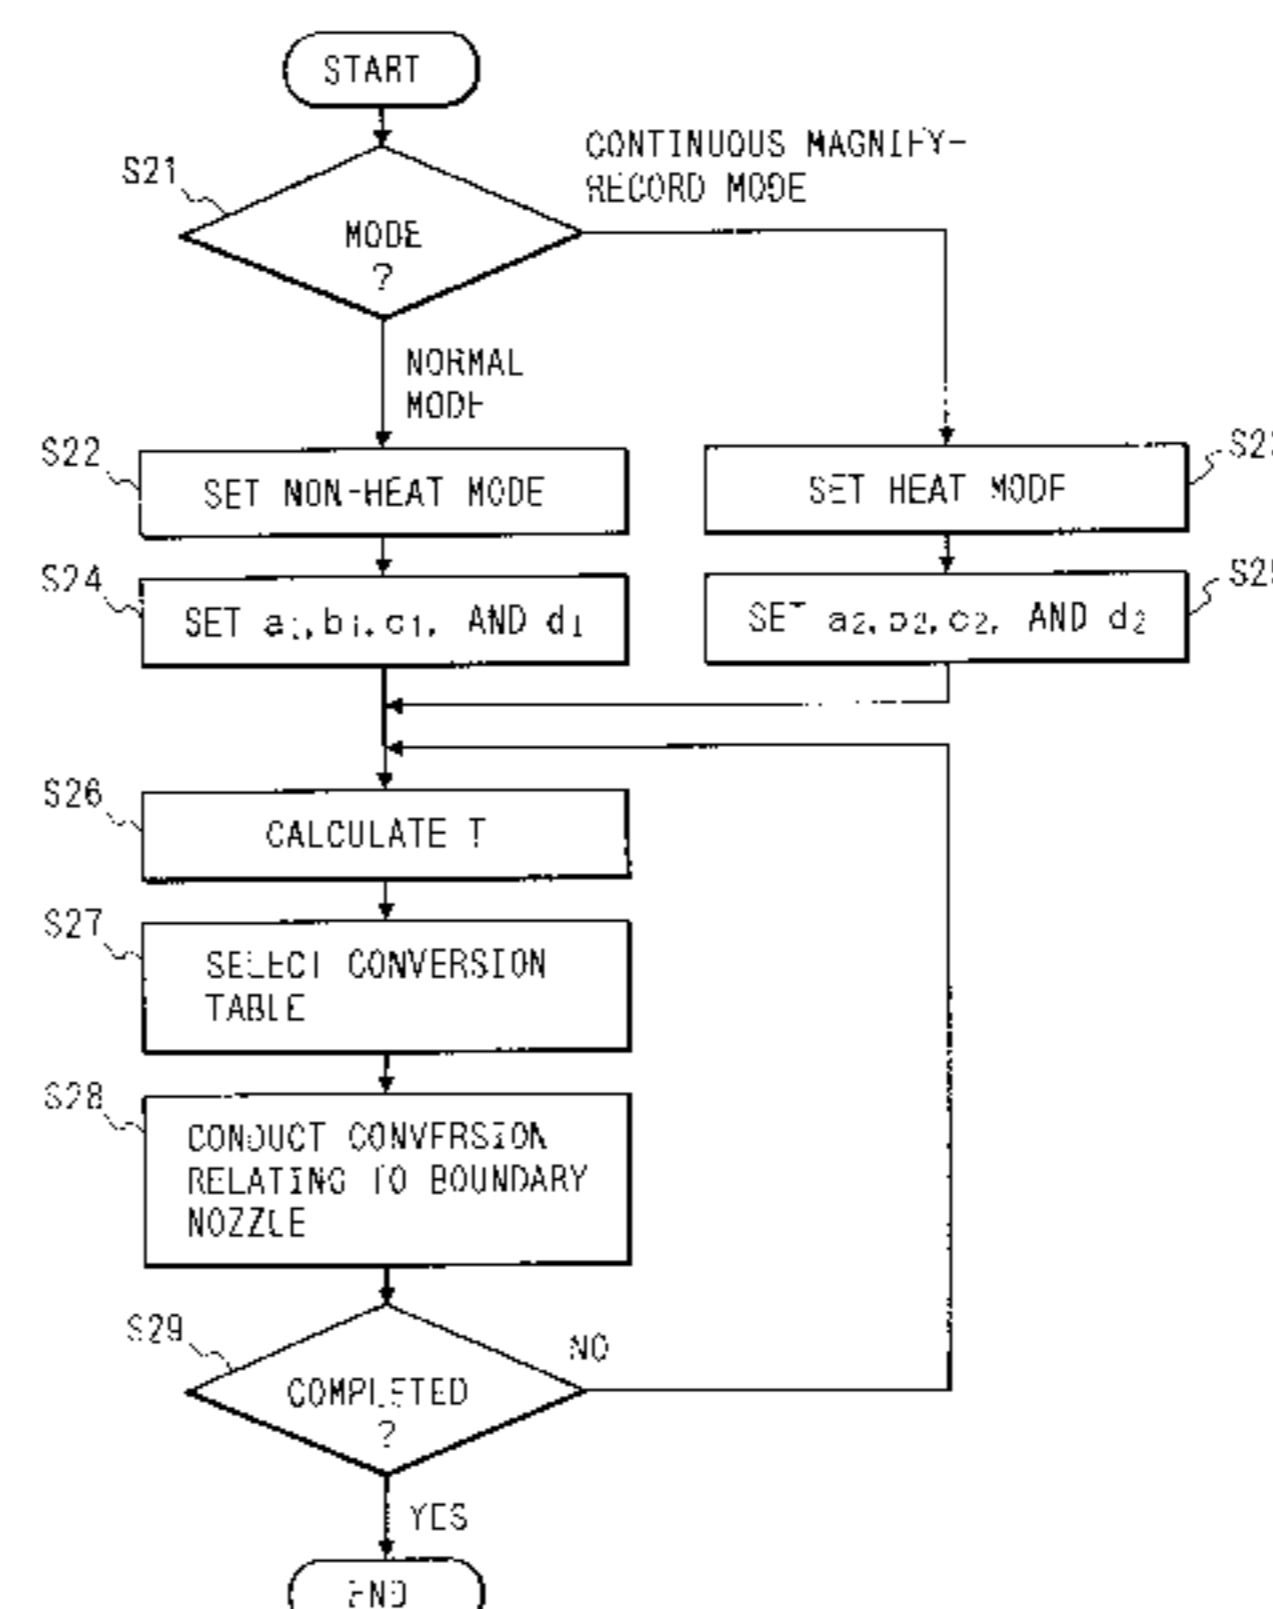 START
S21
CONTINUOUS MAGNIFY-
RECORD MODE
MODE
?
NORMAL
MODE
S22
SET NON-HEAT MODE
SET HEAT MODE
S24
SET a₁, b₁, c₁, AND d₁
SET a₂, b₂, c₂, AND d₂
S26
CALCULATE T
S27
SELECT CONVERSION
TABLE
S28
CONDUCT CONVERSION
RELATING TO BOUNDARY
NOZZLE
S29
NO
COMPLETED
?
YES
END